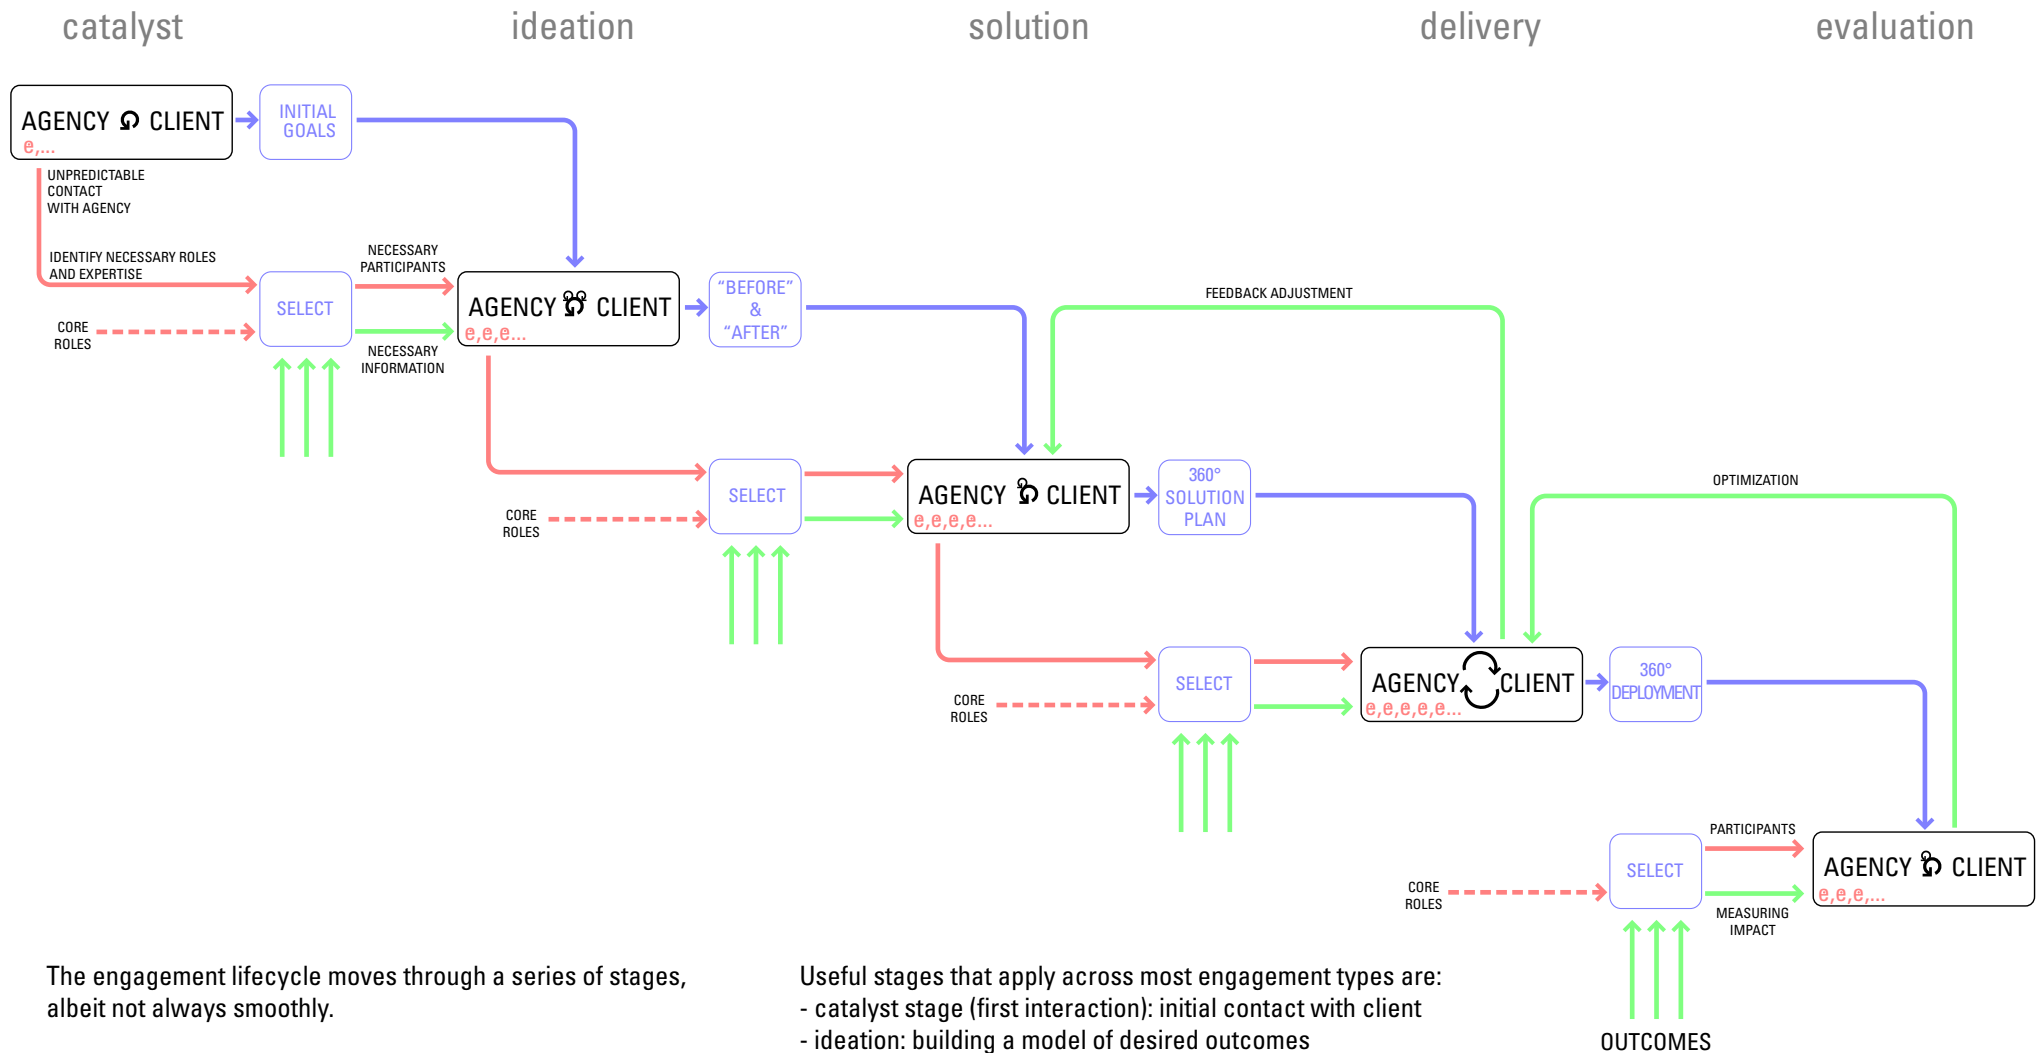 catalyst
ideation
solution
delivery
evaluation
AGENCY CLIENT
e,...
INITIAL
GOALS
UNPREDICTABLE
CONTACT
WITH AGENCY
IDENTIFY NECESSARY ROLES
AND EXPERTISE
CORE
ROLES
SELECT
NECESSARY
PARTICIPANTS
NECESSARY
INFORMATION
AGENCY CLIENT
e,e,e...
“BEFORE”
&
“AFTER”
FEEDBACK ADJUSTMENT
CORE
ROLES
SELECT
AGENCY CLIENT
e,e,e,e...
360°
SOLUTION
PLAN
OPTIMIZATION
CORE
ROLES
SELECT
AGENCY CLIENT
e,e,e,e,e...
360°
DEPLOYMENT
CORE
ROLES
SELECT
PARTICIPANTS
MEASURING
IMPACT
AGENCY CLIENT
e,e,e,...
OUTCOMES
The engagement lifecycle moves through a series of stages,
albeit not always smoothly.
Useful stages that apply across most engagement types are:
- catalyst stage (first interaction): initial contact with client
- ideation: building a model of desired outcomes